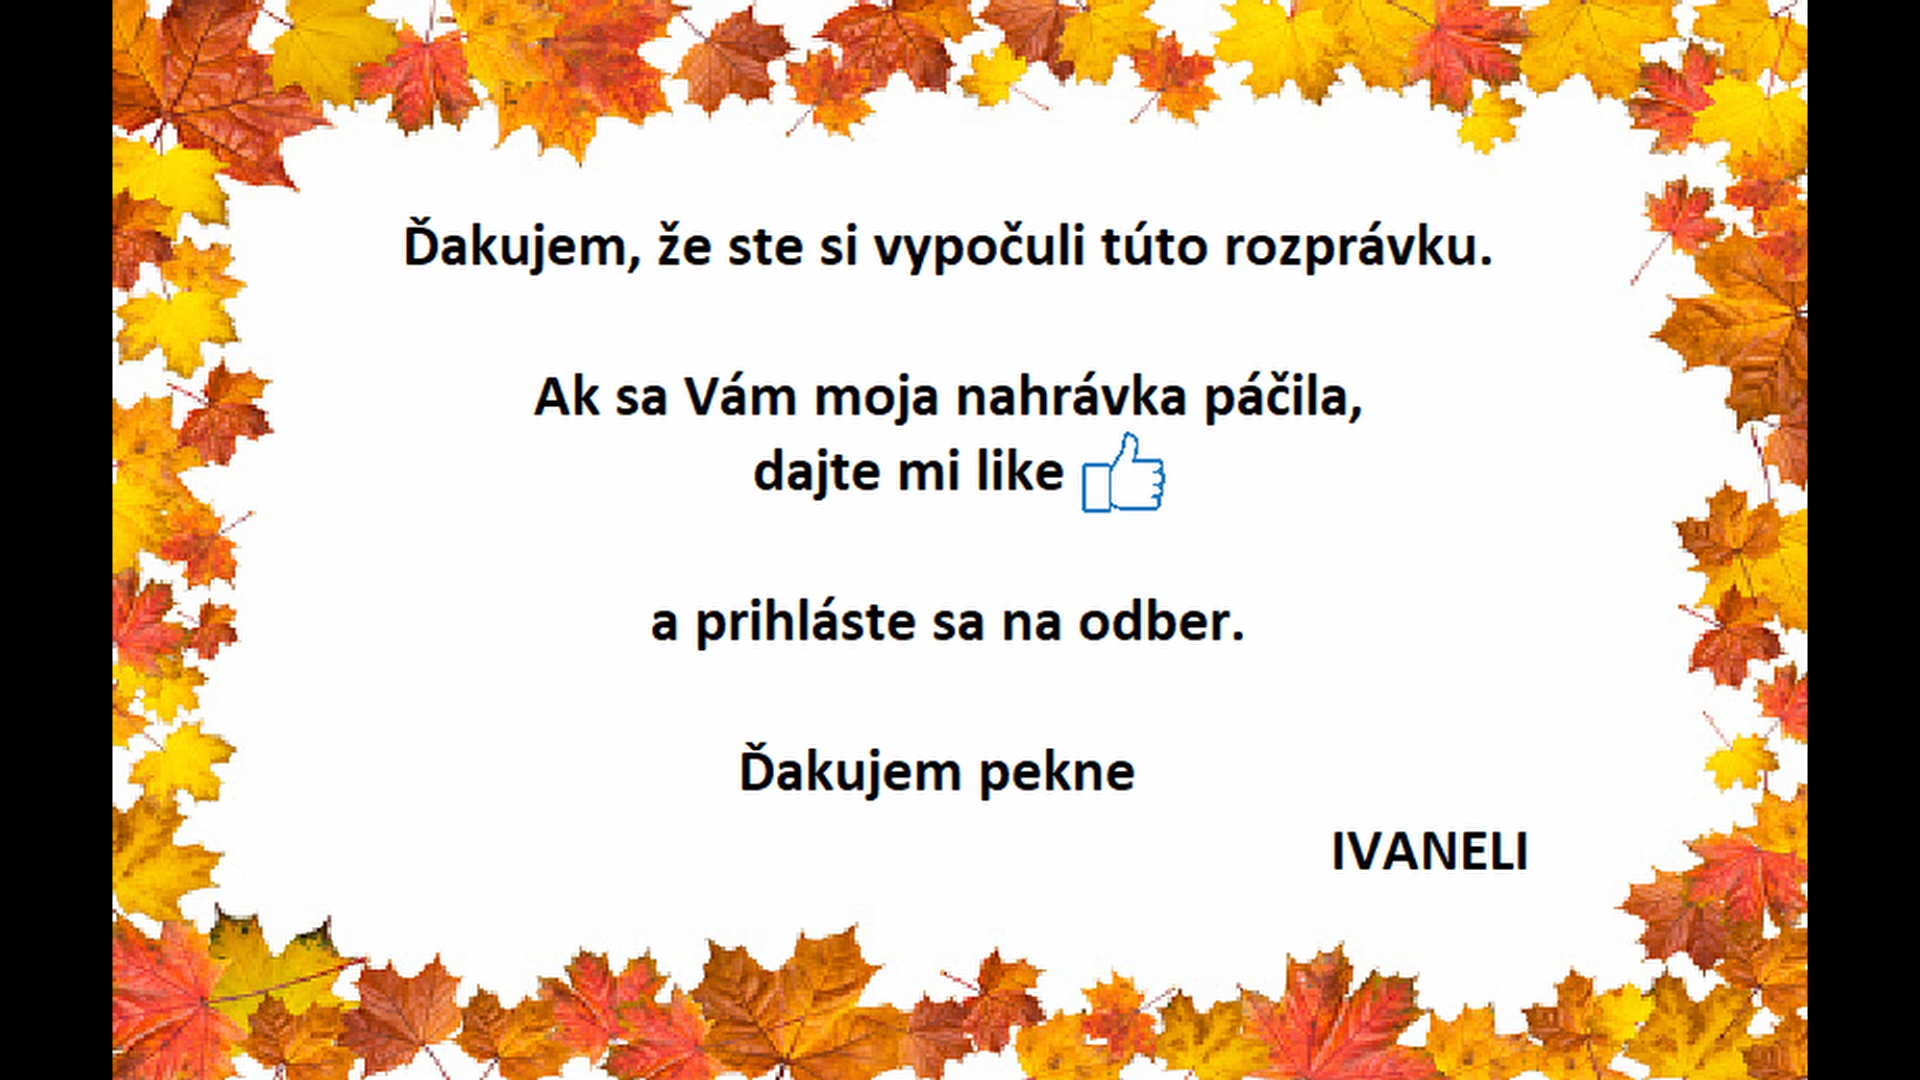 Ďakujem, že ste si vypočuli túto rozprávku.
Ak sa Vám moja nahrávka páčila,
dajte mi like
a prihláste sa na odber.
Ďakujem pekne
IVANELI